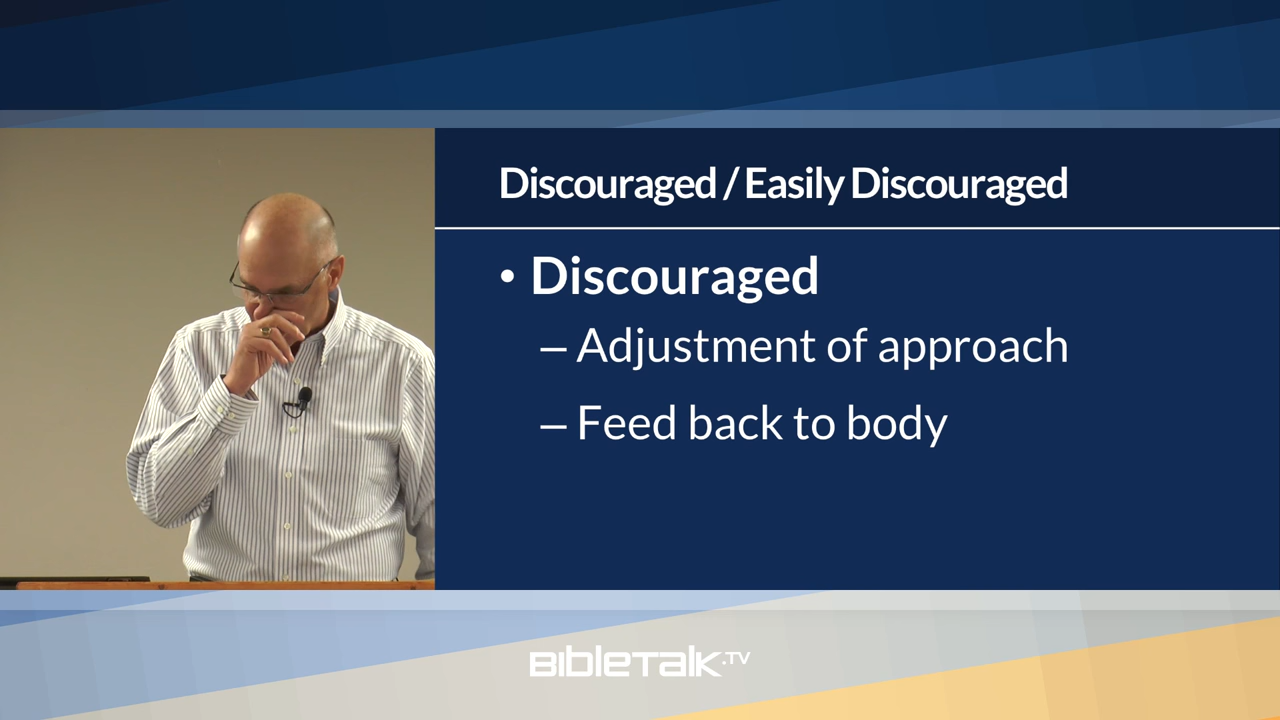 Discouraged / Easily Discouraged
• Discouraged
– Adjustment of approach
– Feed back to body
BibleTalk.TV